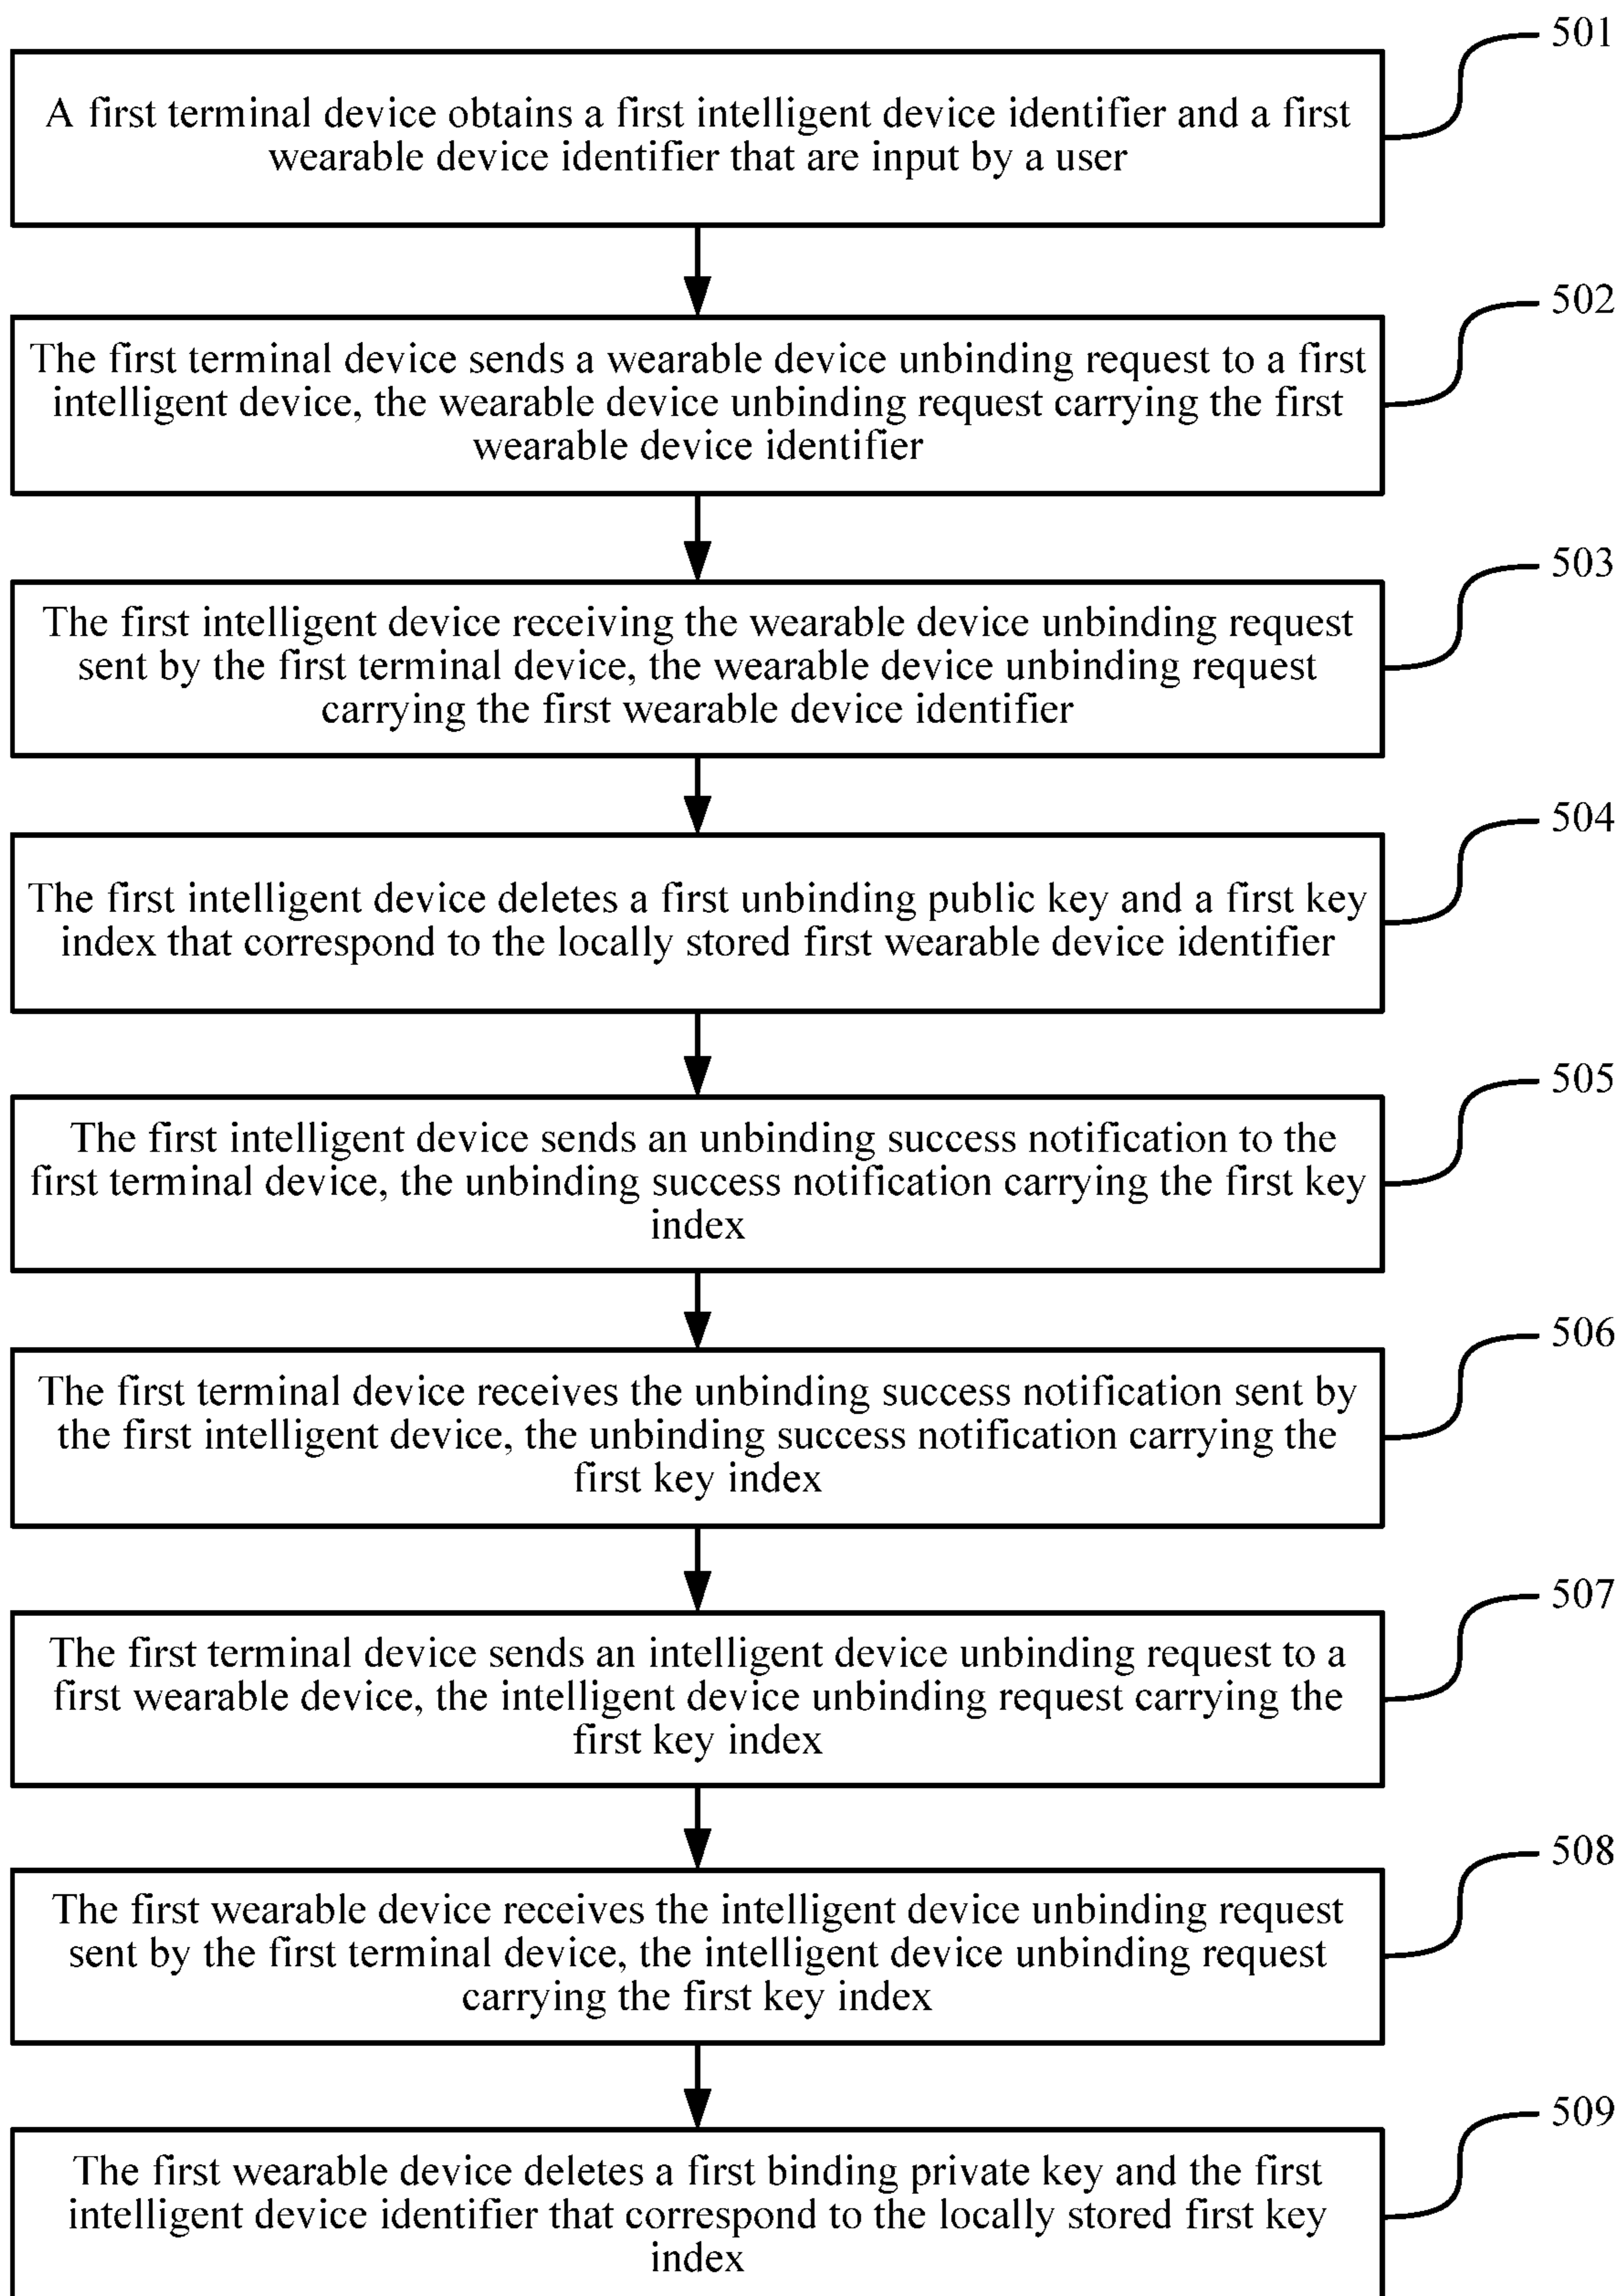 501
A first terminal device obtains a first intelligent device identifier and a first
wearable device identifier that are input by a user
502
The first terminal device sends a wearable device unbinding request to a first
intelligent device, the wearable device unbinding request carrying the first
wearable device identifier
503
The first intelligent device receiving the wearable device unbinding request
sent by the first terminal device, the wearable device unbinding request
carrying the first wearable device identifier
504
The first intelligent device deletes a first unbinding public key and a first key
index that correspond to the locally stored first wearable device identifier
505
The first intelligent device sends an unbinding success notification to the
first terminal device, the unbinding success notification carrying the first key
index
506
The first terminal device receives the unbinding success notification sent by
the first intelligent device, the unbinding success notification carrying the
first key index
507
The first terminal device sends an intelligent device unbinding request to a
first wearable device, the intelligent device unbinding request carrying the
first key index
508
The first wearable device receives the intelligent device unbinding request
sent by the first terminal device, the intelligent device unbinding request
carrying the first key index
509
The first wearable device deletes a first binding private key and the first
intelligent device identifier that correspond to the locally stored first key
index